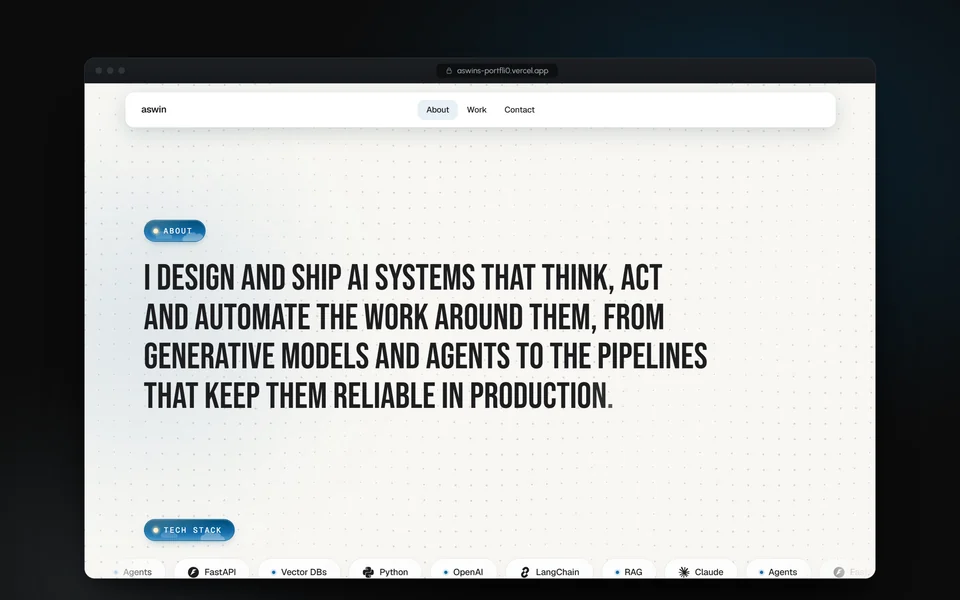 aswins-portfli0.vercel.app
aswin
About Work Contact
ABOUT
I DESIGN AND SHIP AI SYSTEMS THAT THINK, ACT
AND AUTOMATE THE WORK AROUND THEM, FROM
GENERATIVE MODELS AND AGENTS TO THE PIPELINES
THAT KEEP THEM RELIABLE IN PRODUCTION.
TECH STACK
Agents FastAPI Vector DBs Python OpenAI LangChain RAG Claude Agents